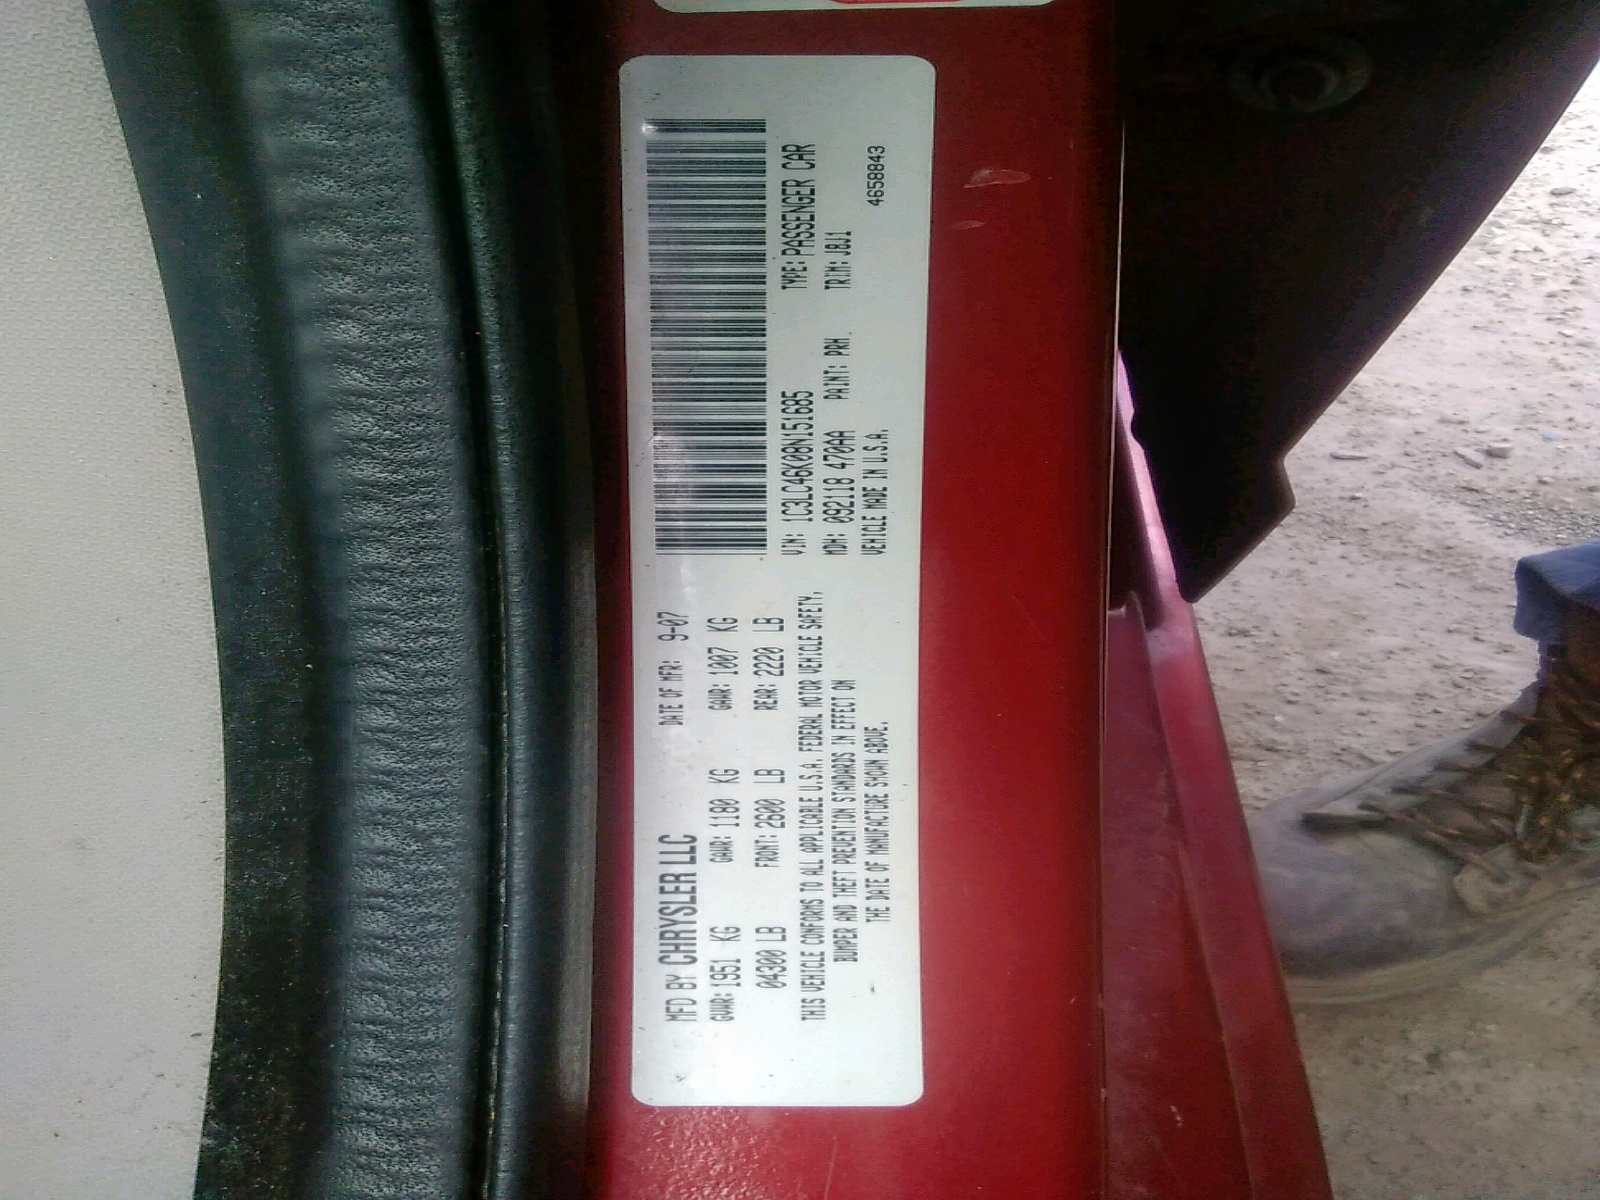 MFD BY CHRYSLER LLC DATE OF MFR: 9-07
GVWR: 1951 KG GAWR: 1180 KG GAWR: 1007 KG
04300 LB FRONT: 2600 LB REAR: 2220 LB
THIS VEHICLE CONFORMS TO ALL APPLICABLE U.S.A. FEDERAL MOTOR VEHICLE SAFETY,
BUMPER AND THEFT PREVENTION STANDARDS IN EFFECT ON
THE DATE OF MANUFACTURE SHOWN ABOVE.
VIN: 1C3LC46K08N151685 TYPE: PASSENGER CAR
MDH: 092118 470AA PAINT: PRH TRIM: J8J1
VEHICLE MADE IN U.S.A.
4658843